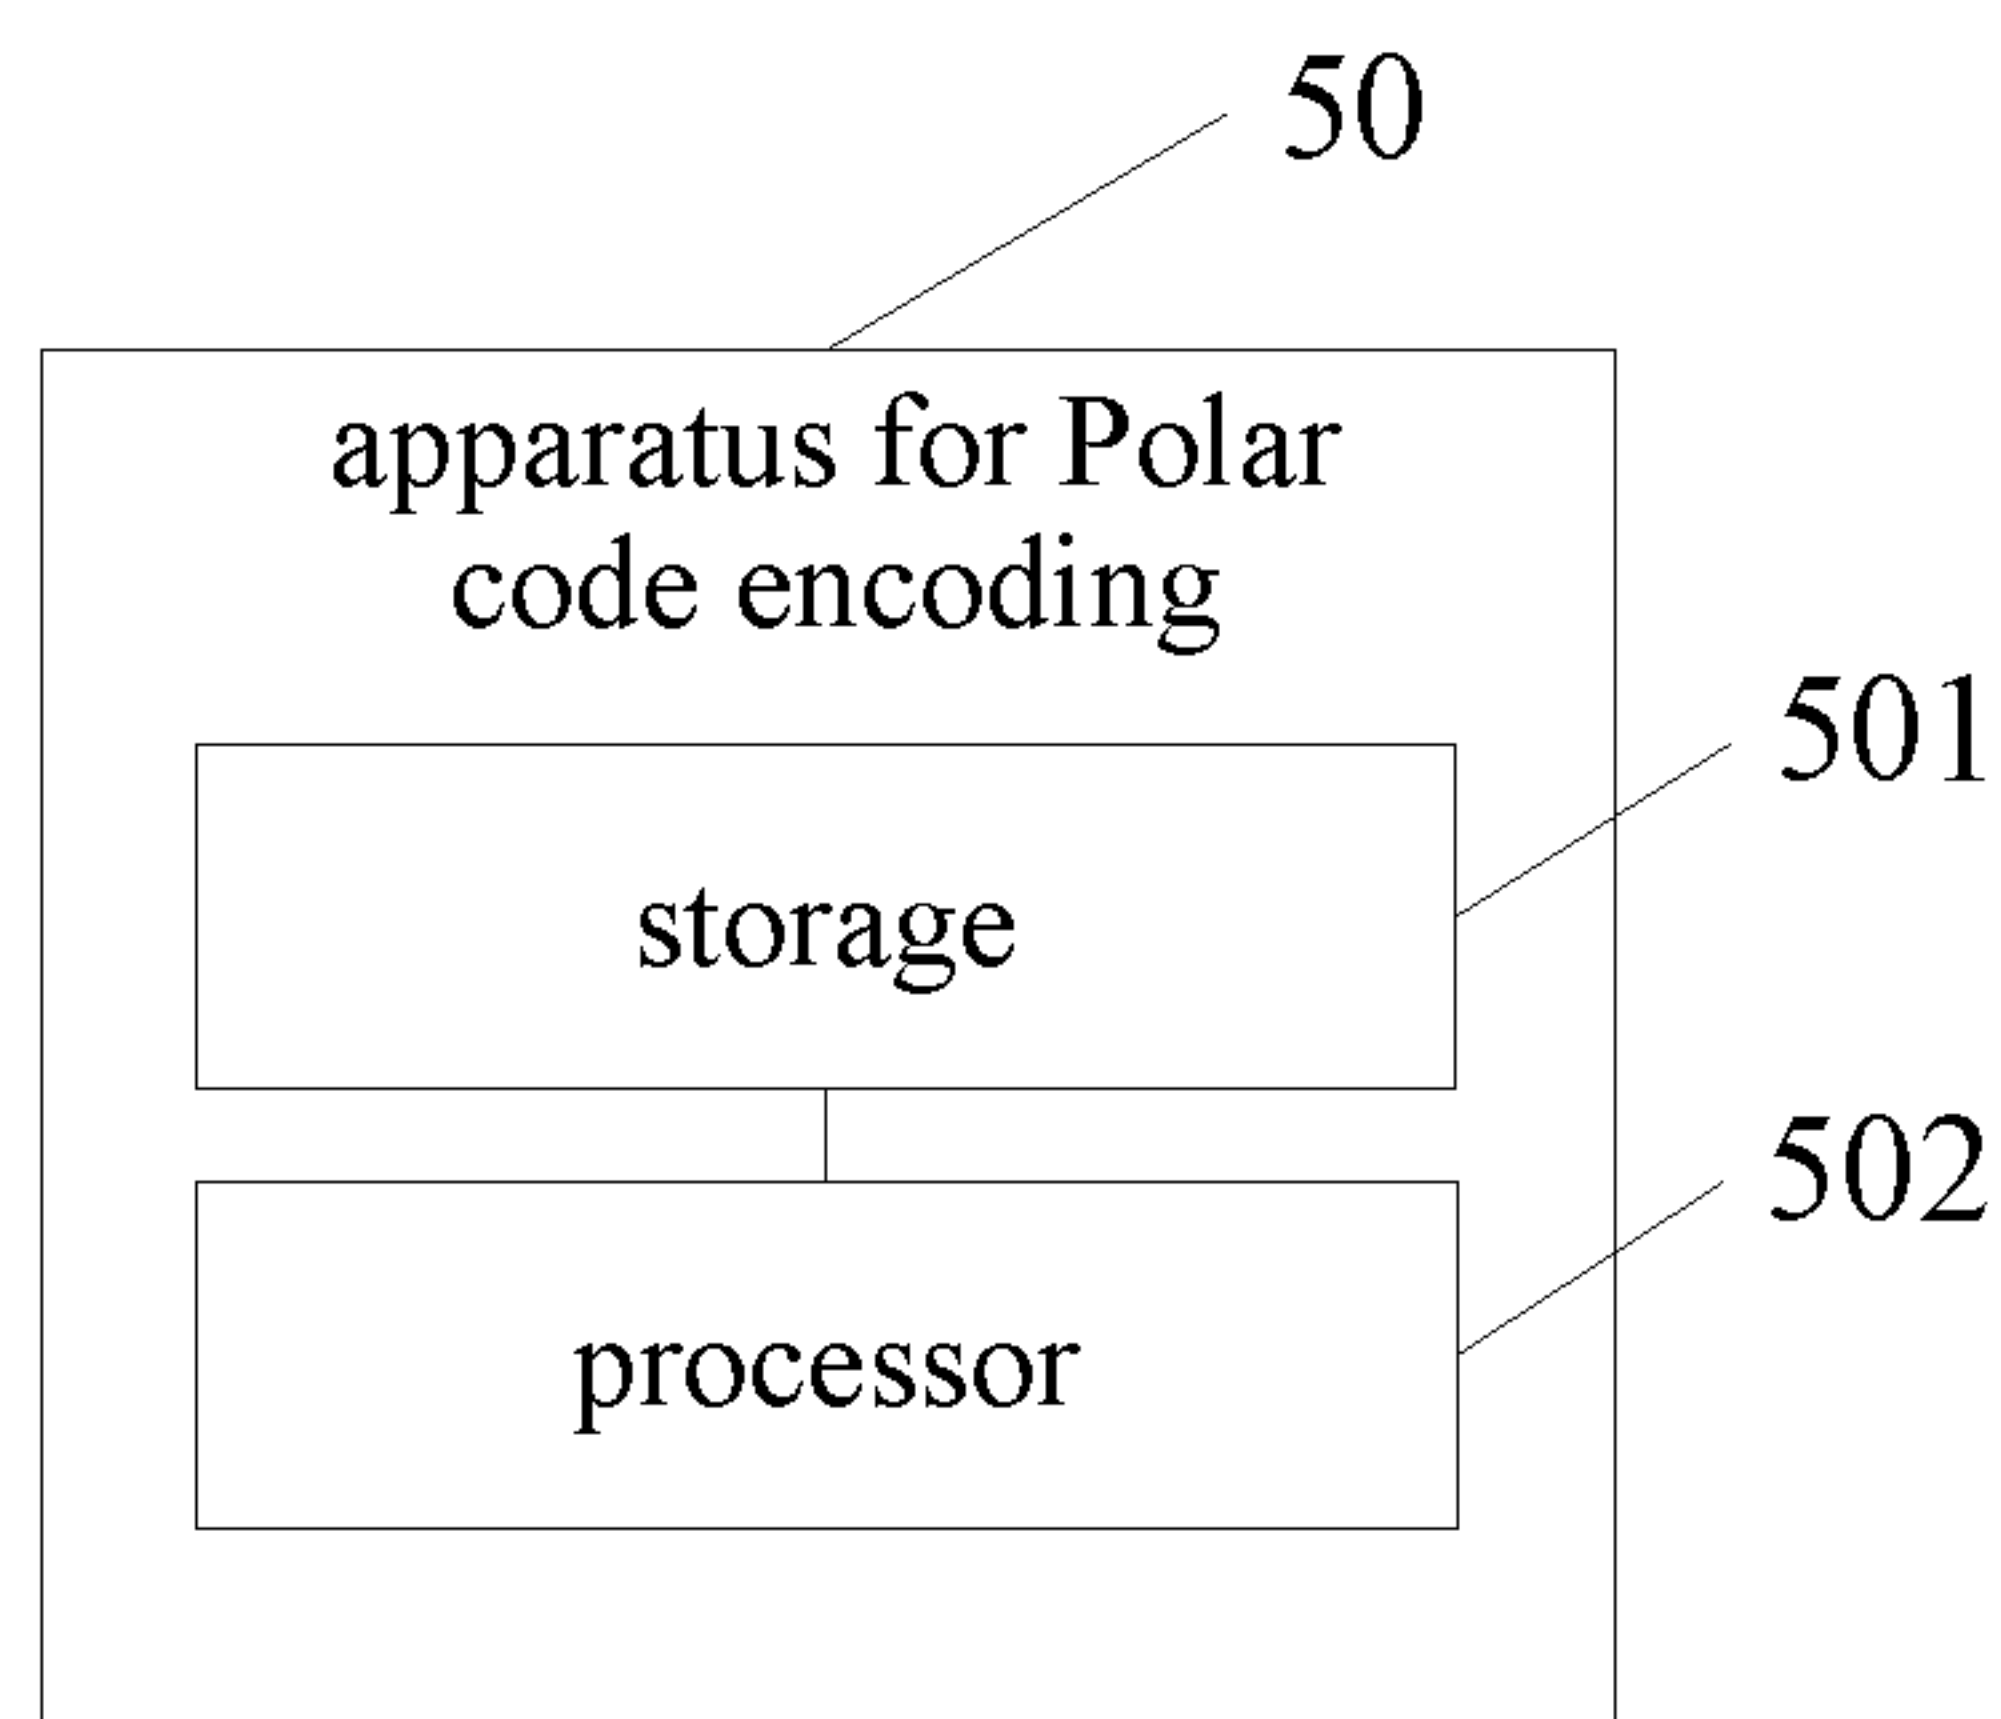 50
apparatus for Polar
code encoding
501
storage
502
processor